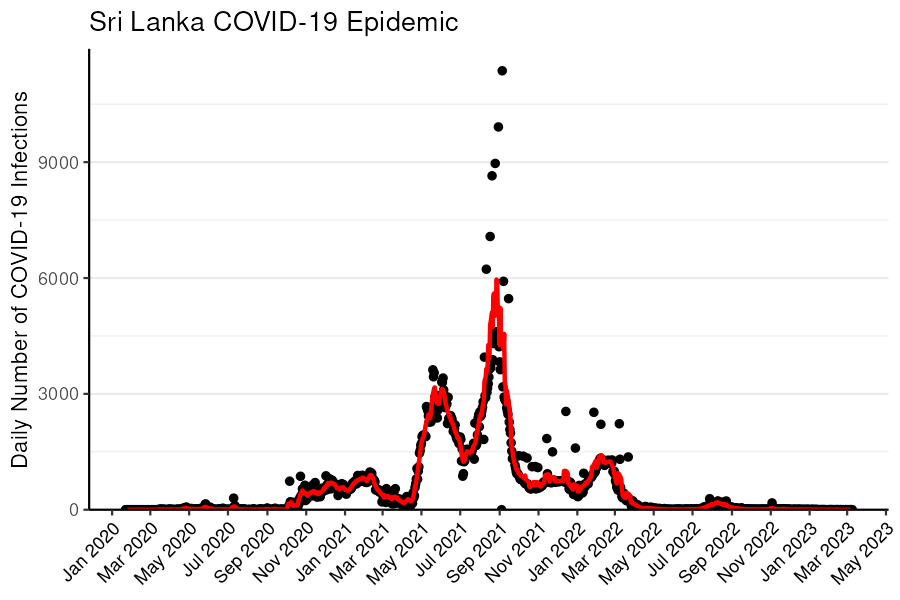 Sri Lanka COVID-19 Epidemic
Daily Number of COVID-19 Infections
9000
6000
3000
0
Jan 2020
Mar 2020
May 2020
Jul 2020
Sep 2020
Nov 2020
Jan 2021
Mar 2021
May 2021
Jul 2021
Sep 2021
Nov 2021
Jan 2022
Mar 2022
May 2022
Jul 2022
Sep 2022
Nov 2022
Jan 2023
Mar 2023
May 2023